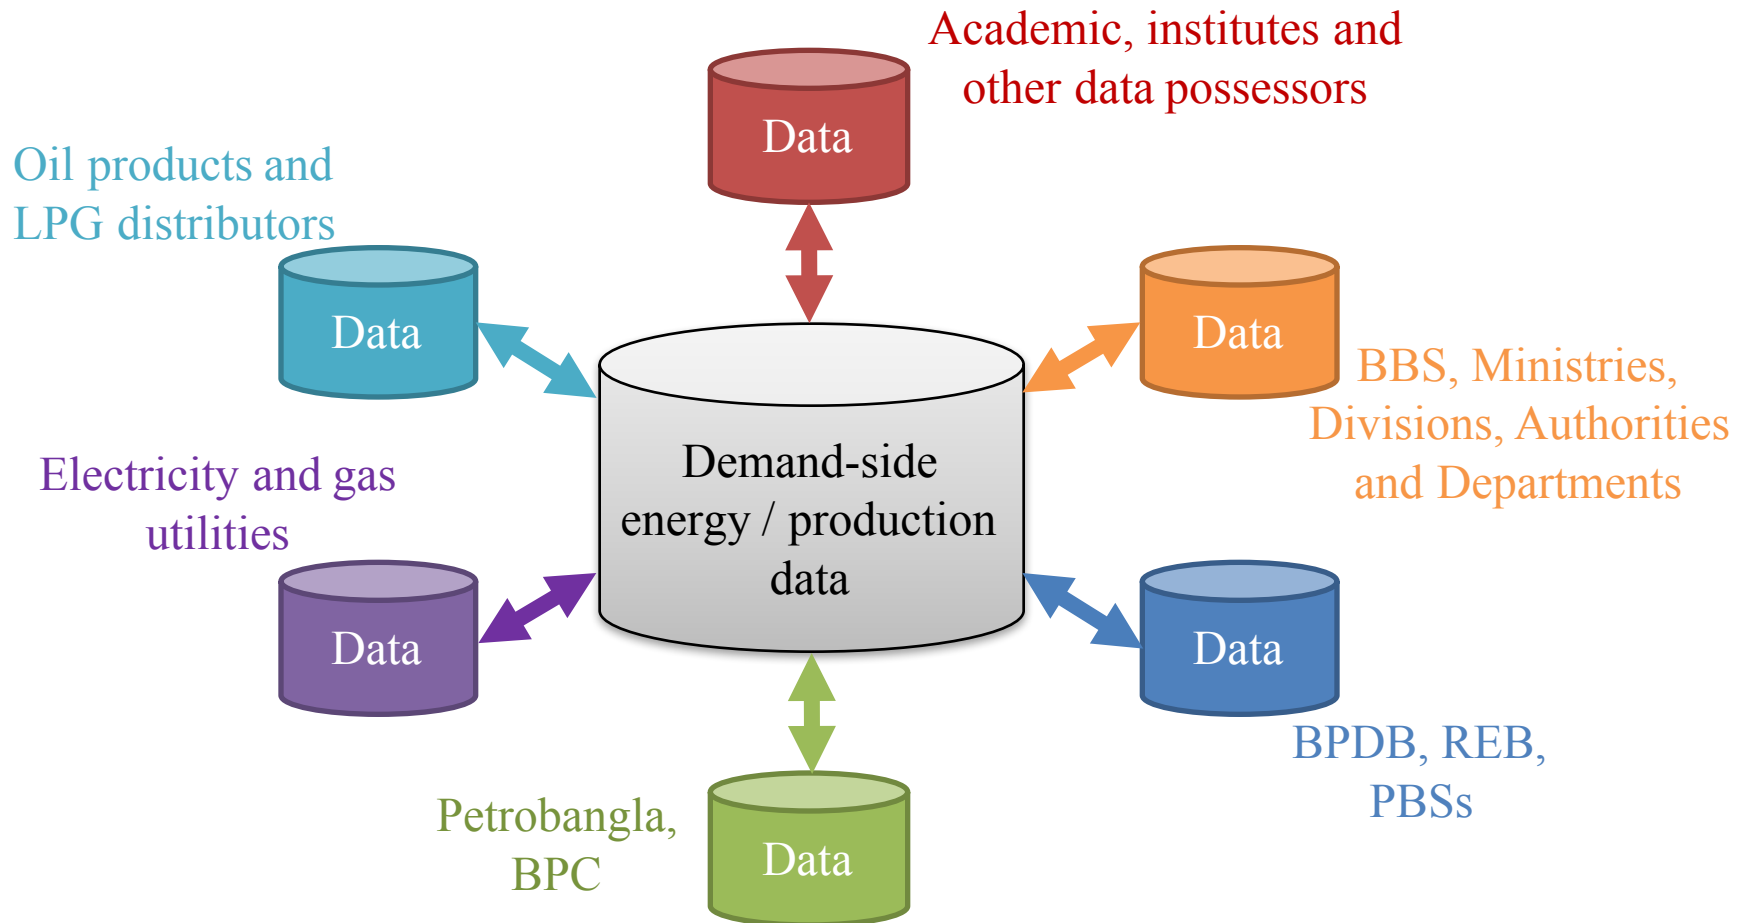 Academic, institutes and
other data possessors
Data
Oil products and
LPG distributors
Data
Data
BBS, Ministries,
Divisions, Authorities
and Departments
Demand-side
energy / production
data
Electricity and gas
utilities
Data
Data
BPDB, REB,
PBSs
Petrobangla,
BPC
Data